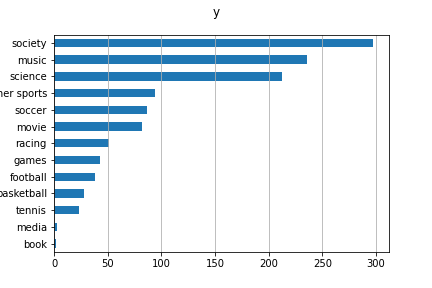 y
society
music
science
her sports
soccer
movie
racing
games
football
basketball
tennis
media
book
0 50 100 150 200 250 300